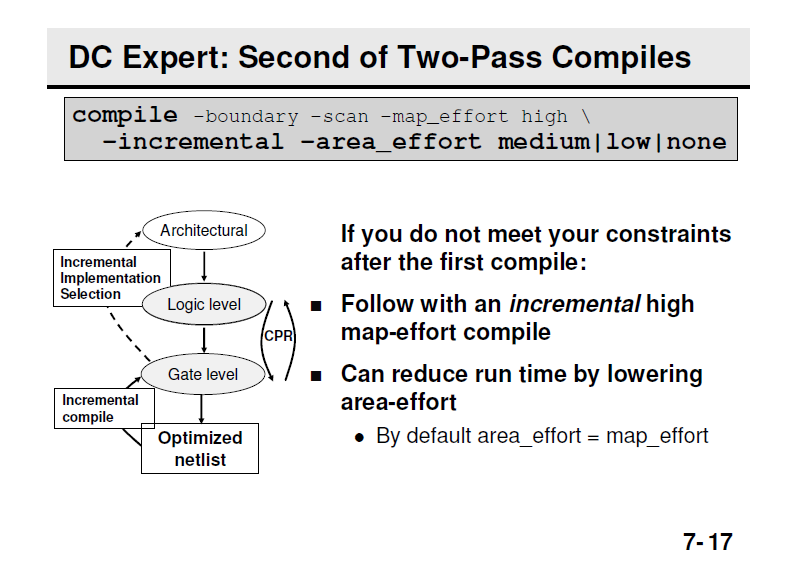 DC Expert: Second of Two-Pass Compiles
compile -boundary -scan -map_effort high \
-incremental -area_effort medium|low|none
Architectural
Incremental
Implementation
Selection
Logic level
CPR
Gate level
Incremental
compile
Optimized
netlist
If you do not meet your constraints
after the first compile:
■ Follow with an incremental high
map-effort compile
■ Can reduce run time by lowering
area-effort
● By default area_effort = map_effort
7- 17